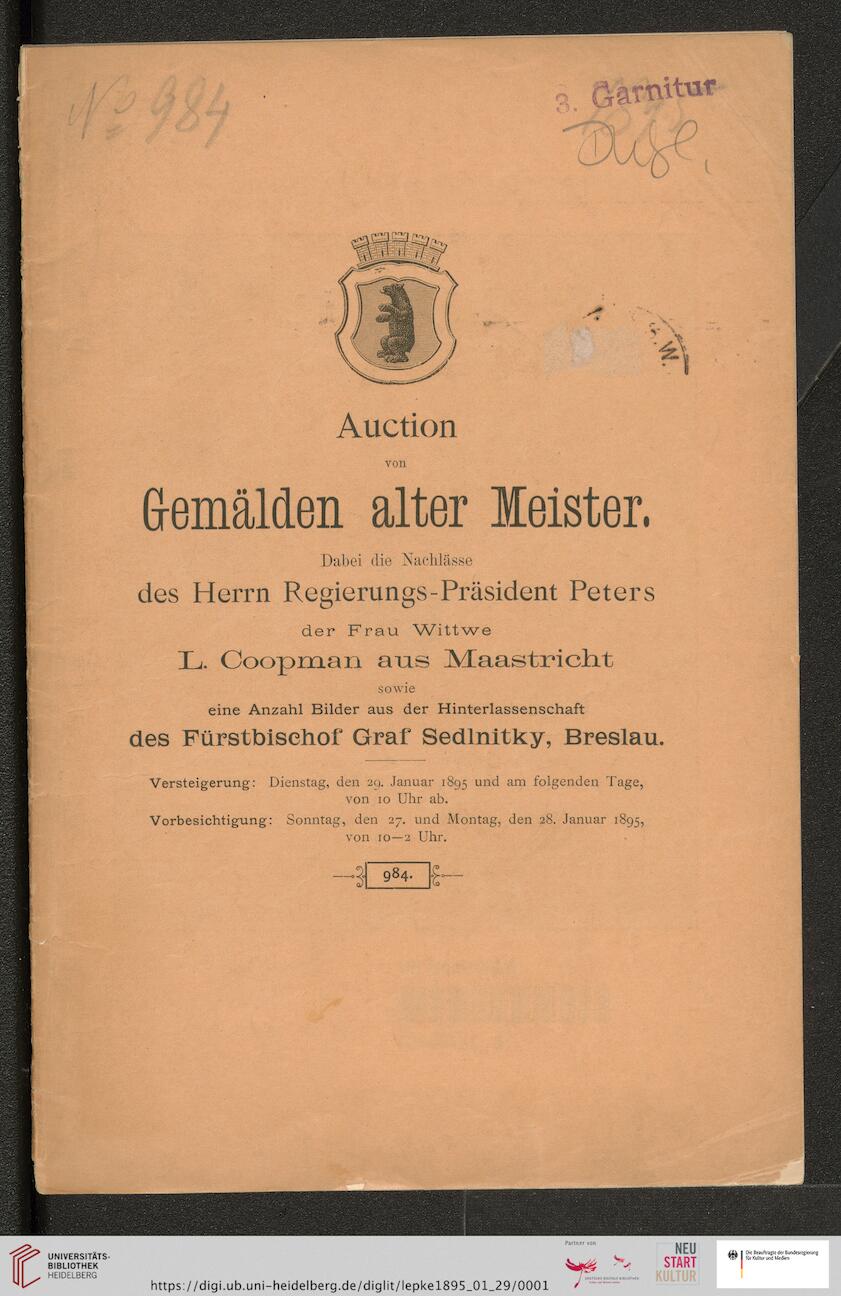 No 984
3. Garnitur
.W.
Auction
von
Gemälden alter Meister.
Dabei die Nachlässe
des Herrn Regierungs-Präsident Peters
der Frau Wittwe
L. Coopman aus Maastricht
sowie
eine Anzahl Bilder aus der Hinterlassenschaft
des Fürstbischof Graf Sedlnitky, Breslau.
Versteigerung: Dienstag, den 29. Januar 1895 und am folgenden Tage,
von 10 Uhr ab.
Vorbesichtigung: Sonntag, den 27. und Montag, den 28. Januar 1895,
von 10—2 Uhr.
984.
UNIVERSITÄTS-
BIBLIOTHEK
HEIDELBERG
https://digi.ub.uni-heidelberg.de/diglit/lepke1895_01_29/0001
Partner von
DEUTSCHE DIGITALE BIBLIOTHEK
NEU
START
KULTUR
Die Beauftragte der Bundesregierung
für Kultur und Medien